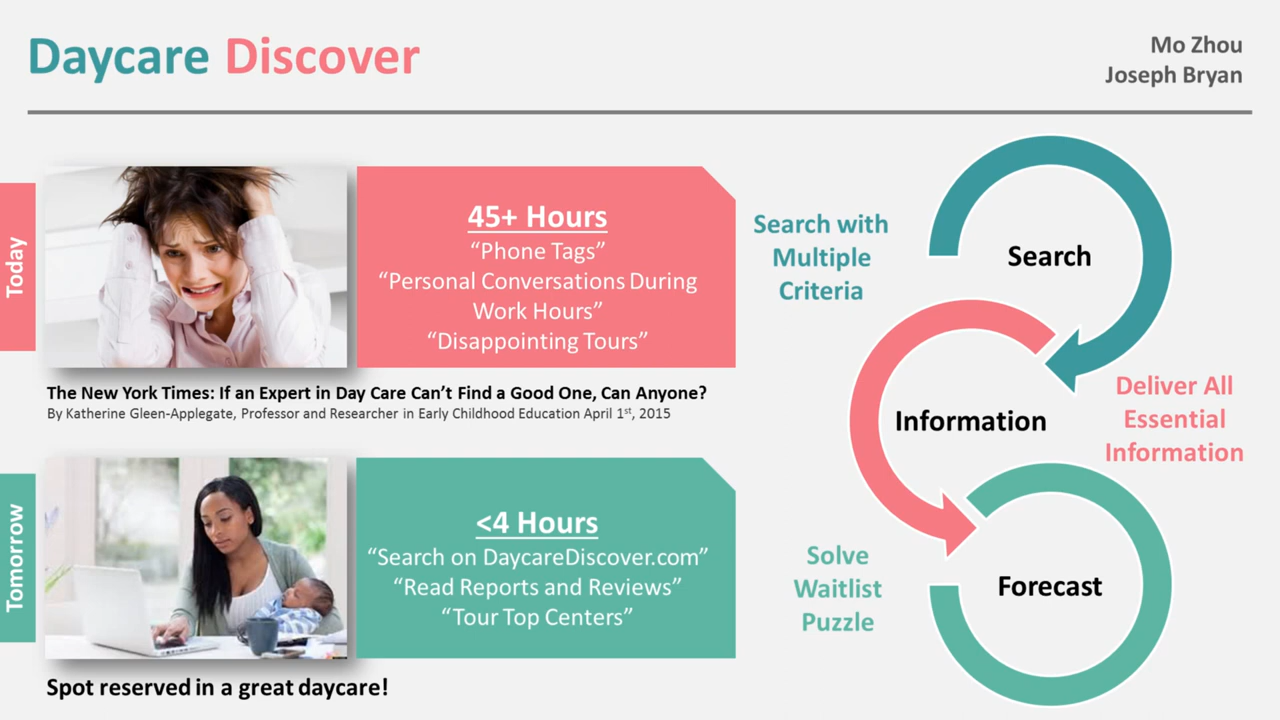 Daycare Discover
Mo Zhou
Joseph Bryan
Today
45+ Hours
“Phone Tags”
“Personal Conversations During
Work Hours”
“Disappointing Tours”
The New York Times: If an Expert in Day Care Can’t Find a Good One, Can Anyone?
By Katherine Gleen-Applegate, Professor and Researcher in Early Childhood Education April 1st, 2015
Tomorrow
<4 Hours
“Search on DaycareDiscover.com”
“Read Reports and Reviews”
“Tour Top Centers”
Spot reserved in a great daycare!
Search with
Multiple
Criteria
Search
Information
Deliver All
Essential
Information
Solve
Waitlist
Puzzle
Forecast